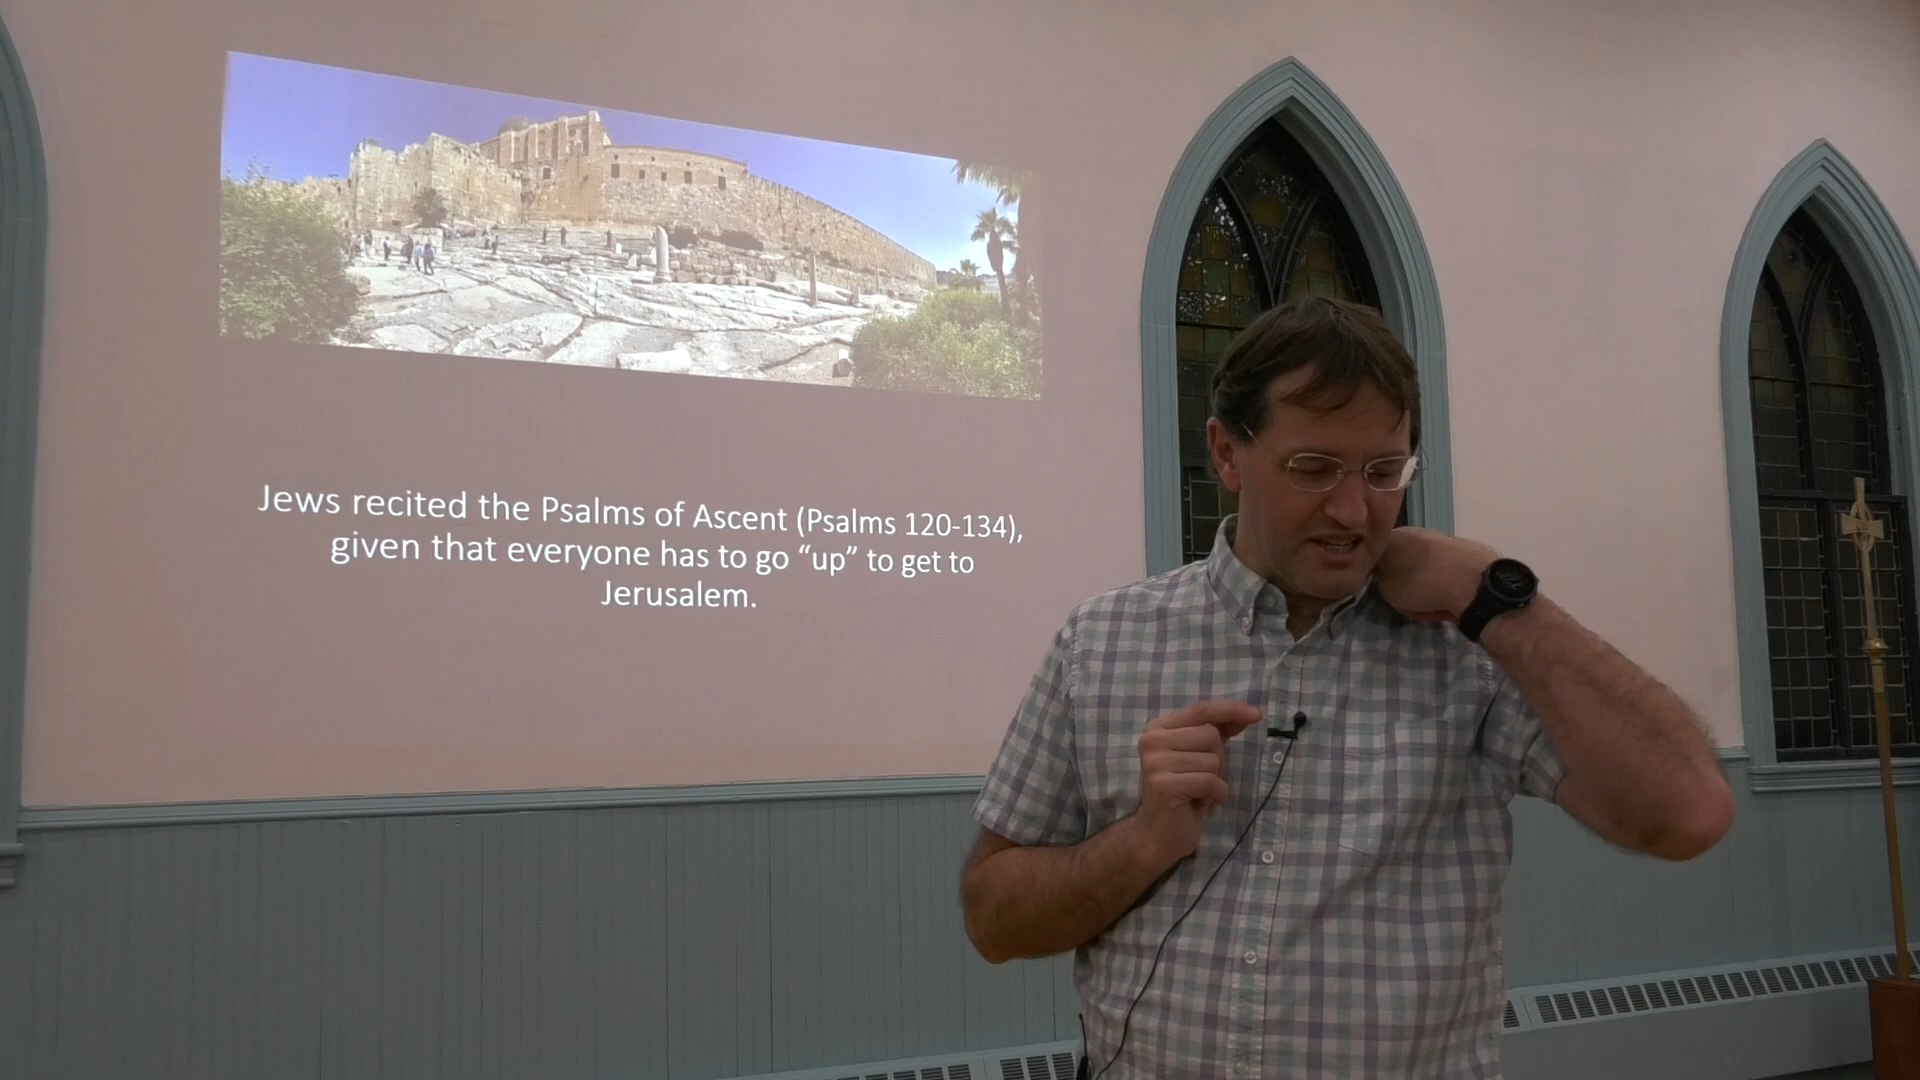 Jews recited the Psalms of Ascent (Psalms 120-134),
given that everyone has to go “up” to get to
Jerusalem.